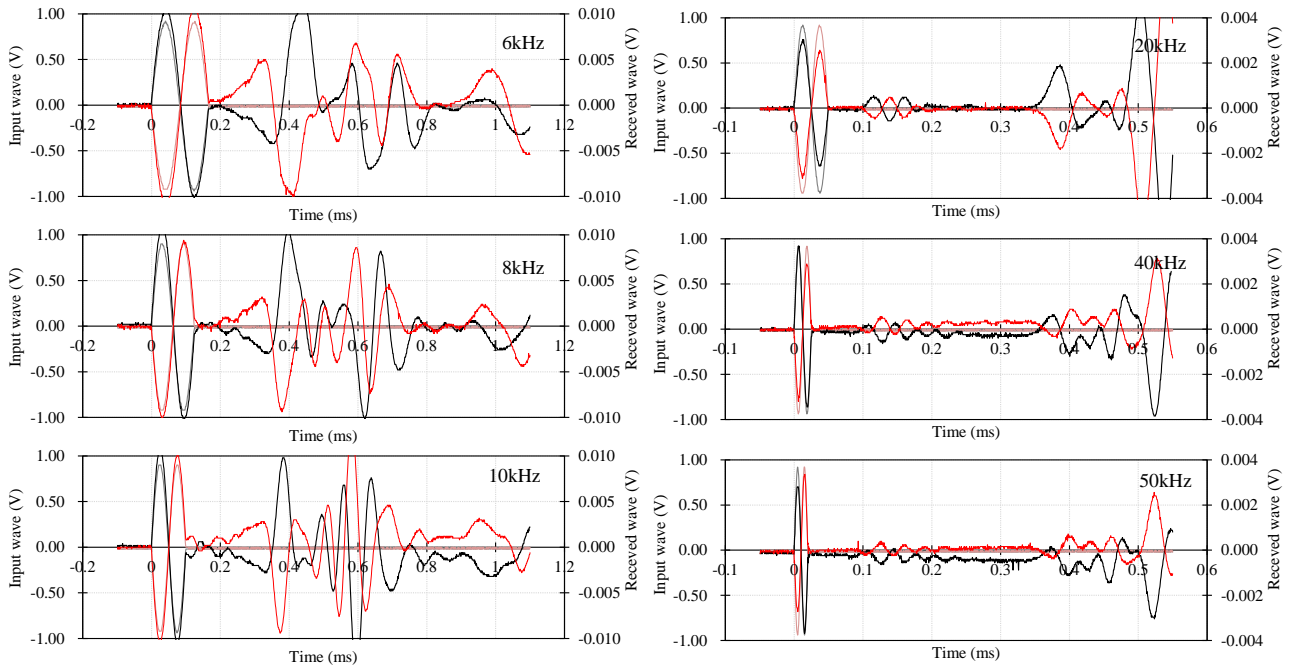 1.00 0.010
6kHz
0.50 0.005
0.00 0.000
-0.2 0 0.2 0.4 0.6 0.8 1 1.2
-0.50 -0.005
-1.00 -0.010
Input wave (V)
Receved wave (V)
Time (ms)
1.00 0.004
20kHz
0.50 0.002
0.00 0.000
-0.1 0 0.1 0.2 0.3 0.4 0.5 0.6
-0.50 -0.002
-1.00 -0.004
Input wave (V)
Receved wave (V)
Time (ms)
1.00 0.010
8kHz
0.50 0.005
0.00 0.000
-0.2 0 0.2 0.4 0.6 0.8 1 1.2
-0.50 -0.005
-1.00 -0.010
Input wave (V)
Receved wave (V)
Time (ms)
1.00 0.004
40kHz
0.50 0.002
0.00 0.000
-0.1 0 0.1 0.2 0.3 0.4 0.5 0.6
-0.50 -0.002
-1.00 -0.004
Input wave (V)
Receved wave (V)
Time (ms)
1.00 0.010
10kHz
0.50 0.005
0.00 0.000
-0.2 0 0.2 0.4 0.6 0.8 1 1.2
-0.50 -0.005
-1.00 -0.010
Input wave (V)
Receved wave (V)
Time (ms)
1.00 0.004
50kHz
0.50 0.002
0.00 0.000
-0.1 0 0.1 0.2 0.3 0.4 0.5 0.6
-0.50 -0.002
-1.00 -0.004
Input wave (V)
Receved wave (V)
Time (ms)